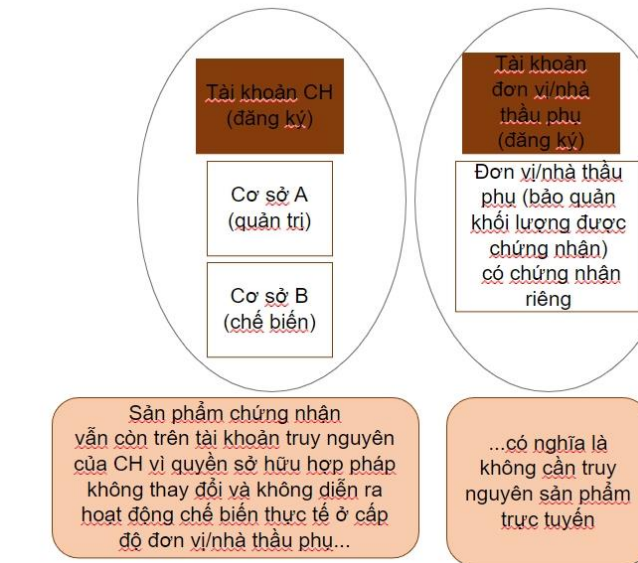 Tài khoản CH
(đăng ký)
Cơ sở A
(quản trị)
Cơ sở B
(chế biến)
Tài khoản
đơn vị/nhà
thầu phụ
(đăng ký)
Đơn vị/nhà thầu
phụ (bảo quản
khối lượng được
chứng nhận)
có chứng nhận
riêng
Sản phẩm chứng nhận
vẫn còn trên tài khoản truy nguyên
của CH vì quyền sở hữu hợp pháp
không thay đổi và không diễn ra
hoạt động chế biến thực tế ở cấp
độ đơn vị/nhà thầu phụ...
...có nghĩa là
không cần truy
nguyên sản phẩm
trực tuyến